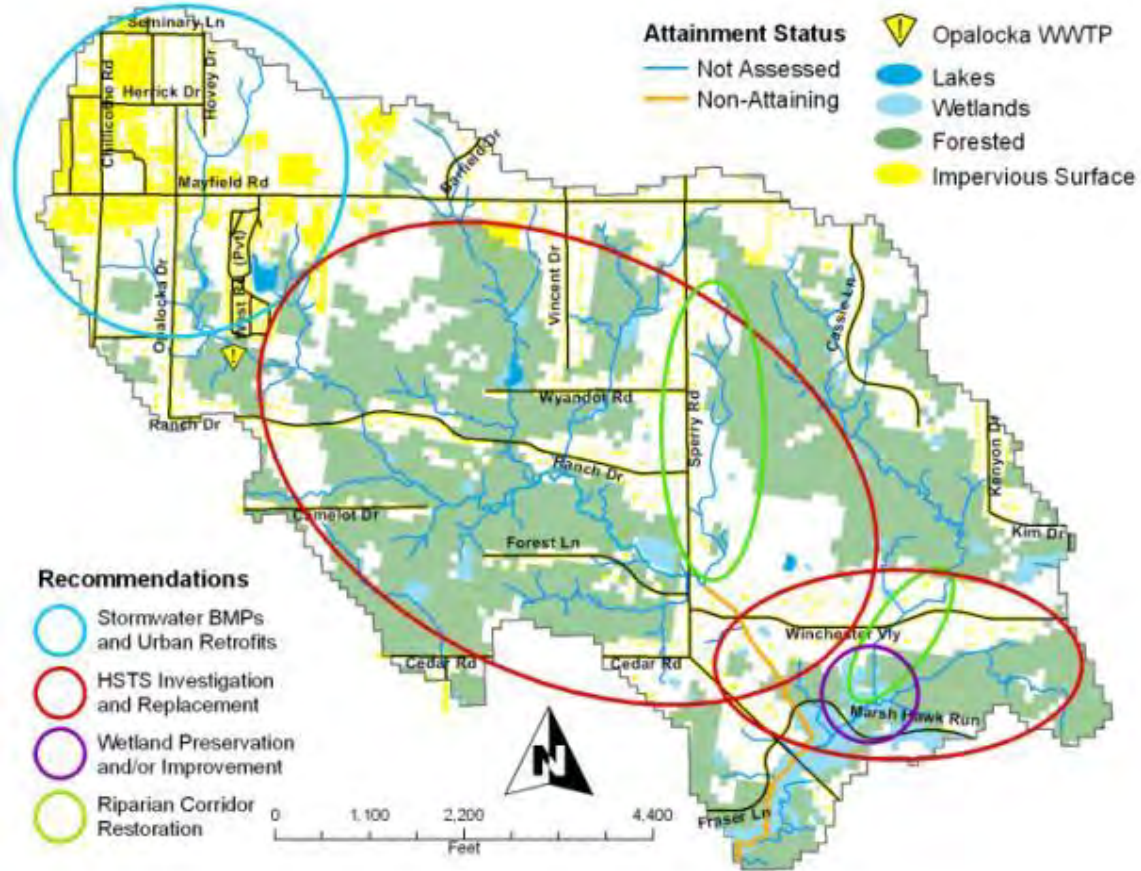 Seminary Ln
Hovey Dr
Chillicothe Rd
Herrick Dr
Mayfield Rd
Fairfield Dr
Opalocka Dr
West Rd (Pvt)
Vincent Dr
Cassie Ln
Wyandot Rd
Sperry Rd
Ranch Dr
Ranch Dr
Kenyon Dr
Camelot Dr
Kim Dr
Forest Ln
Winchester Vly
Cedar Rd
Cedar Rd
Marsh Hawk Run
Fraser Ln
Attainment Status
Not Assessed
Non-Attaining
! Opalocka WWTP
Lakes
Wetlands
Forested
Impervious Surface
!
Recommendations
Stormwater BMPs
and Urban Retrofits
HSTS Investigation
and Replacement
Wetland Preservation
and/or Improvement
Riparian Corridor
Restoration
N
0 1,100 2,200 4,400
Feet